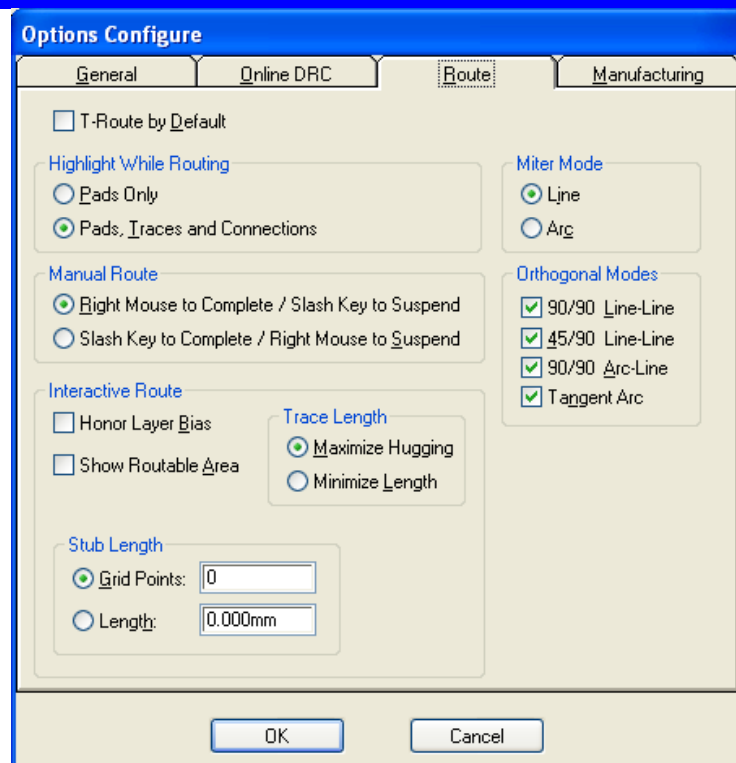 Options Configure
General
Online DRC
Route
Manufacturing
T-Route by Default
Highlight While Routing
Pads Only
Pads, Traces and Connections
Miter Mode
Line
Arc
Manual Route
Right Mouse to Complete / Slash Key to Suspend
Slash Key to Complete / Right Mouse to Suspend
Orthogonal Modes
90/90 Line-Line
45/90 Line-Line
90/90 Arc-Line
Tangent Arc
Interactive Route
Honor Layer Bias
Show Routable Area
Trace Length
Maximize Hugging
Minimize Length
Stub Length
Grid Points: 0
Length: 0.000mm
OK
Cancel